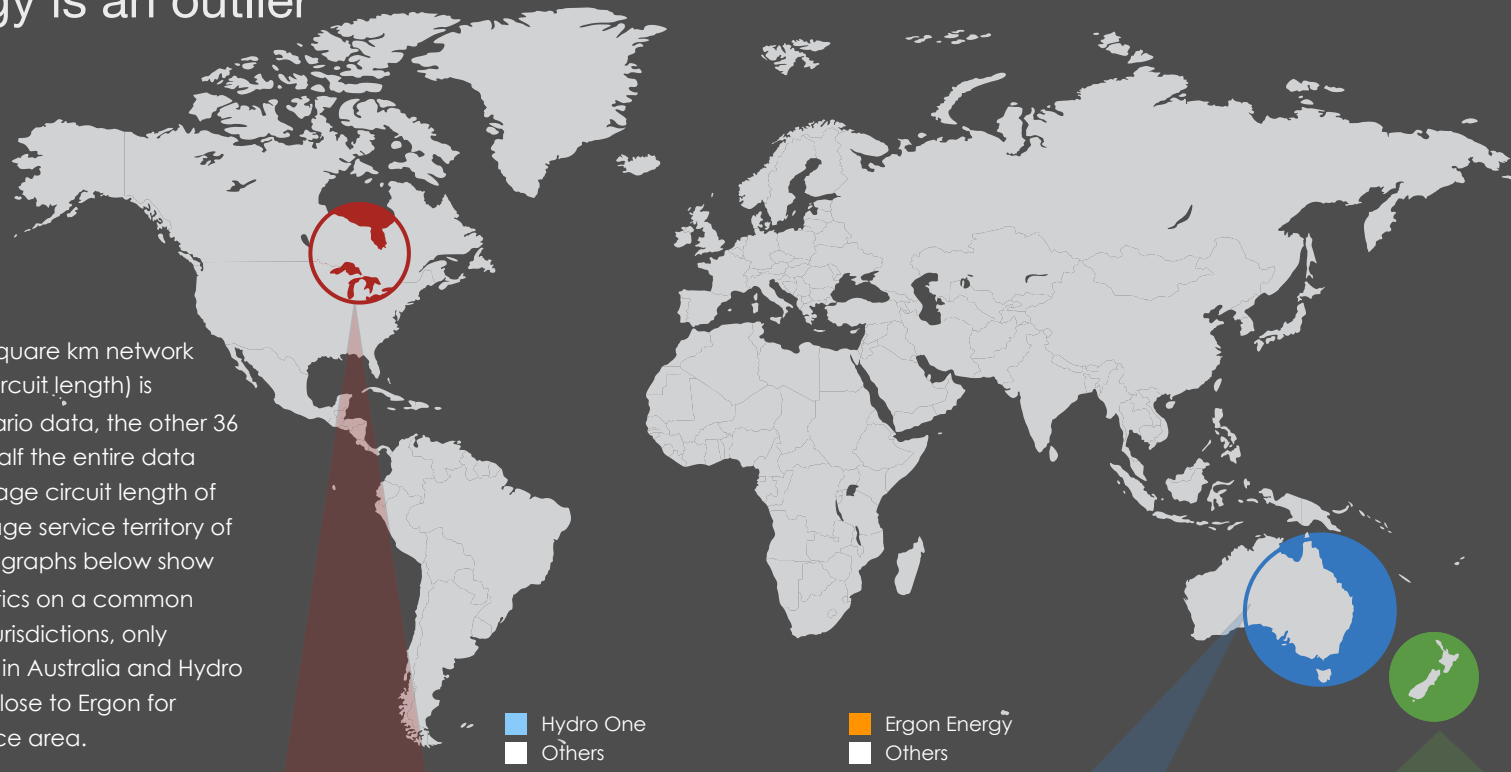 gy is an outlier
quare km network
rcuit length) is
ario data, the other 36
alf the entire data
age circuit length of
age service territory of
graphs below show
rics on a common
urisdictions, only
in Australia and Hydro
lose to Ergon for
ce area.
Hydro One
Others
Ergon Energy
Others